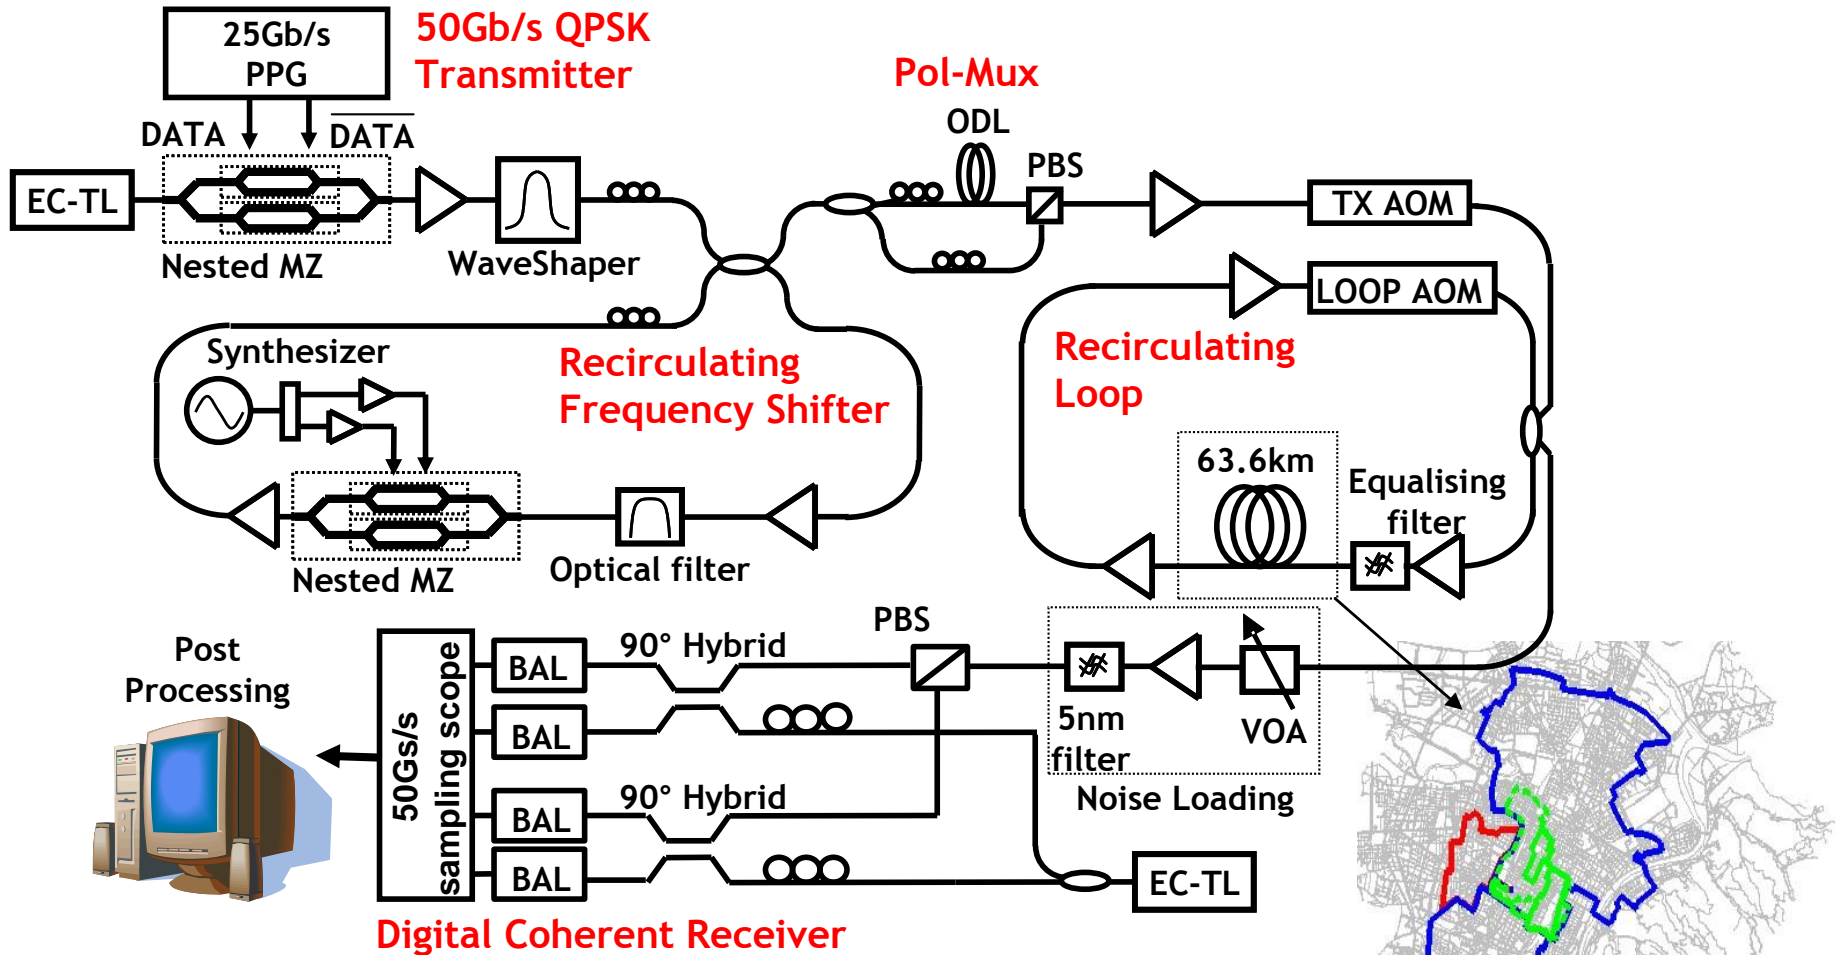 25Gb/s
PPG
50Gb/s QPSK
Transmitter
DATA
DATA
EC-TL
Nested MZ
WaveShaper
Pol-Mux
ODL
PBS
TX AOM
LOOP AOM
Recirculating
Loop
Synthesizer
Recirculating
Frequency Shifter
Nested MZ
Optical filter
63.6km
Equalising
filter
Post
Processing
50Gs/s
sampling scope
BAL
BAL
BAL
BAL
90° Hybrid
90° Hybrid
PBS
5nm
filter
VOA
Noise Loading
EC-TL
Digital Coherent Receiver